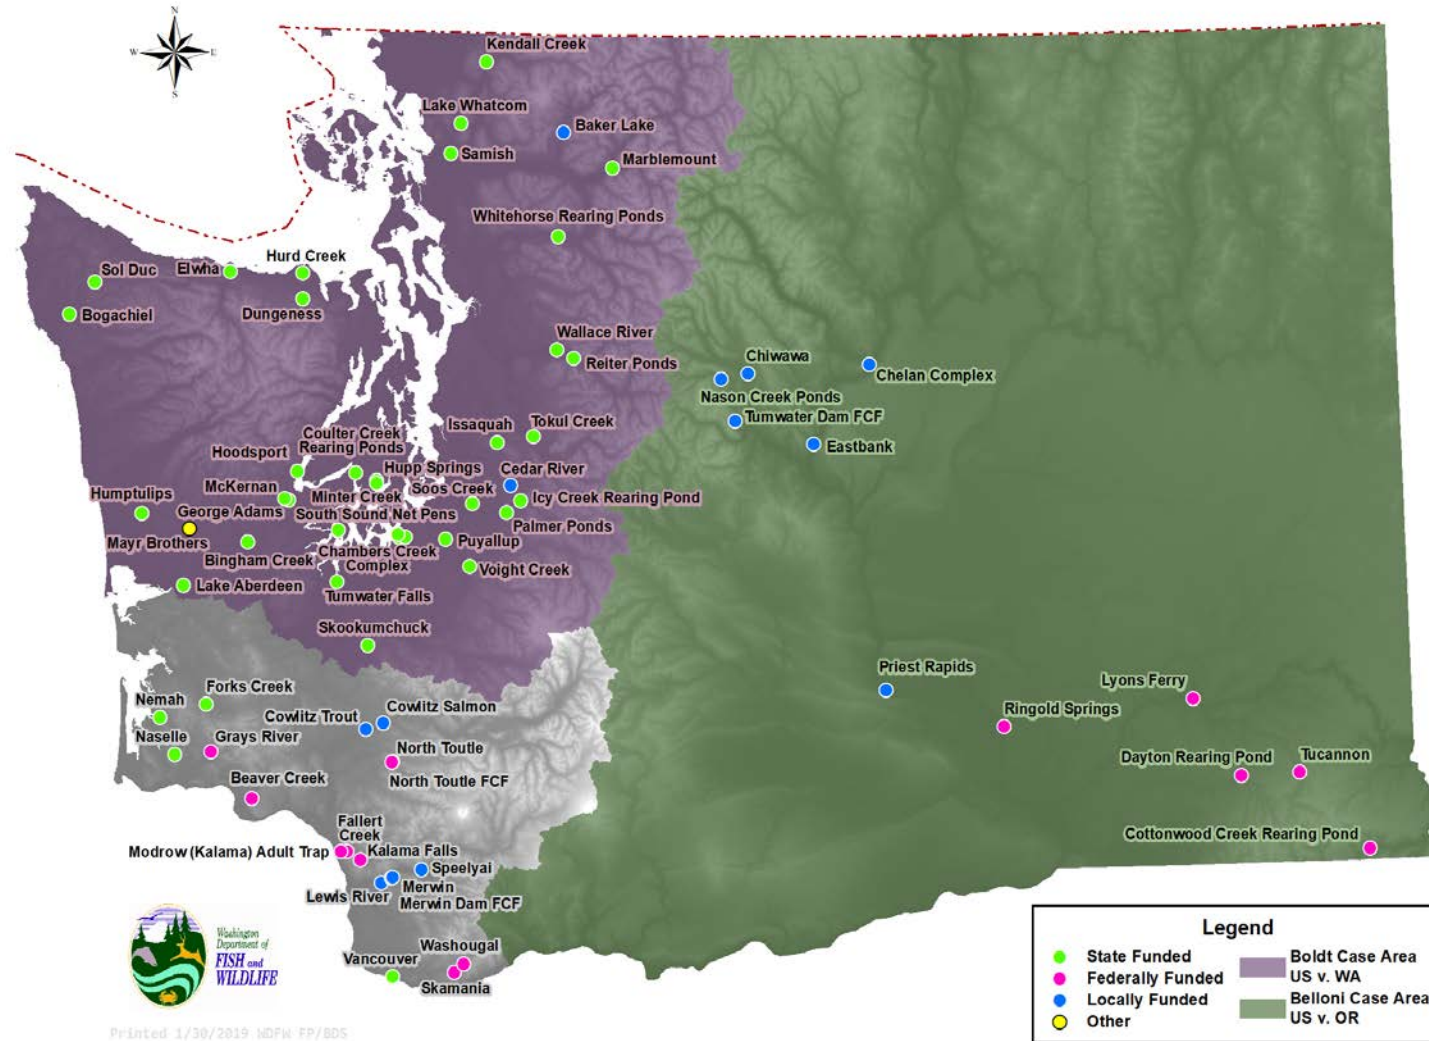 N
W
E
S
Kendall Creek
Lake Whatcom
Baker Lake
Samish
Marblemount
Whitehorse Rearing Ponds
Hurd Creek
Elwha
Sol Duc
Dungeness
Bogachiel
Wallace River
Reiter Ponds
Chiwawa
Chelan Complex
Nason Creek Ponds
Tumwater Dam FCF
Eastbank
Issaquah
Tokul Creek
Coulter Creek
Rearing Ponds
Hoodsport
Hupp Springs
Cedar River
McKernan
Minter Creek
Soos Creek
Icy Creek Rearing Pond
Humptulips
George Adams
South Sound Net Pens
Palmer Ponds
Mayr Brothers
Bingham Creek
Chambers Creek
Complex
Puyallup
Voight Creek
Lake Aberdeen
Tumwater Falls
Skookumchuck
Priest Rapids
Lyons Ferry
Ringold Springs
Forks Creek
Nemah
Cowlitz Salmon
Cowlitz Trout
Naselle
Grays River
North Toutle
North Toutle FCF
Dayton Rearing Pond
Tucannon
Beaver Creek
Fallert
Creek
Cottonwood Creek Rearing Pond
Modrow (Kalama) Adult Trap
Kalama Falls
Speelyai
Lewis River
Merwin
Merwin Dam FCF
Washougal
Vancouver
Skamania
Washington
Department of
FISH and
WILDLIFE
Legend
State Funded
Federally Funded
Locally Funded
Other
Boldt Case Area
US v. WA
Belloni Case Area
US v. OR
Printed 1/30/2019 WDFW FP/BDS